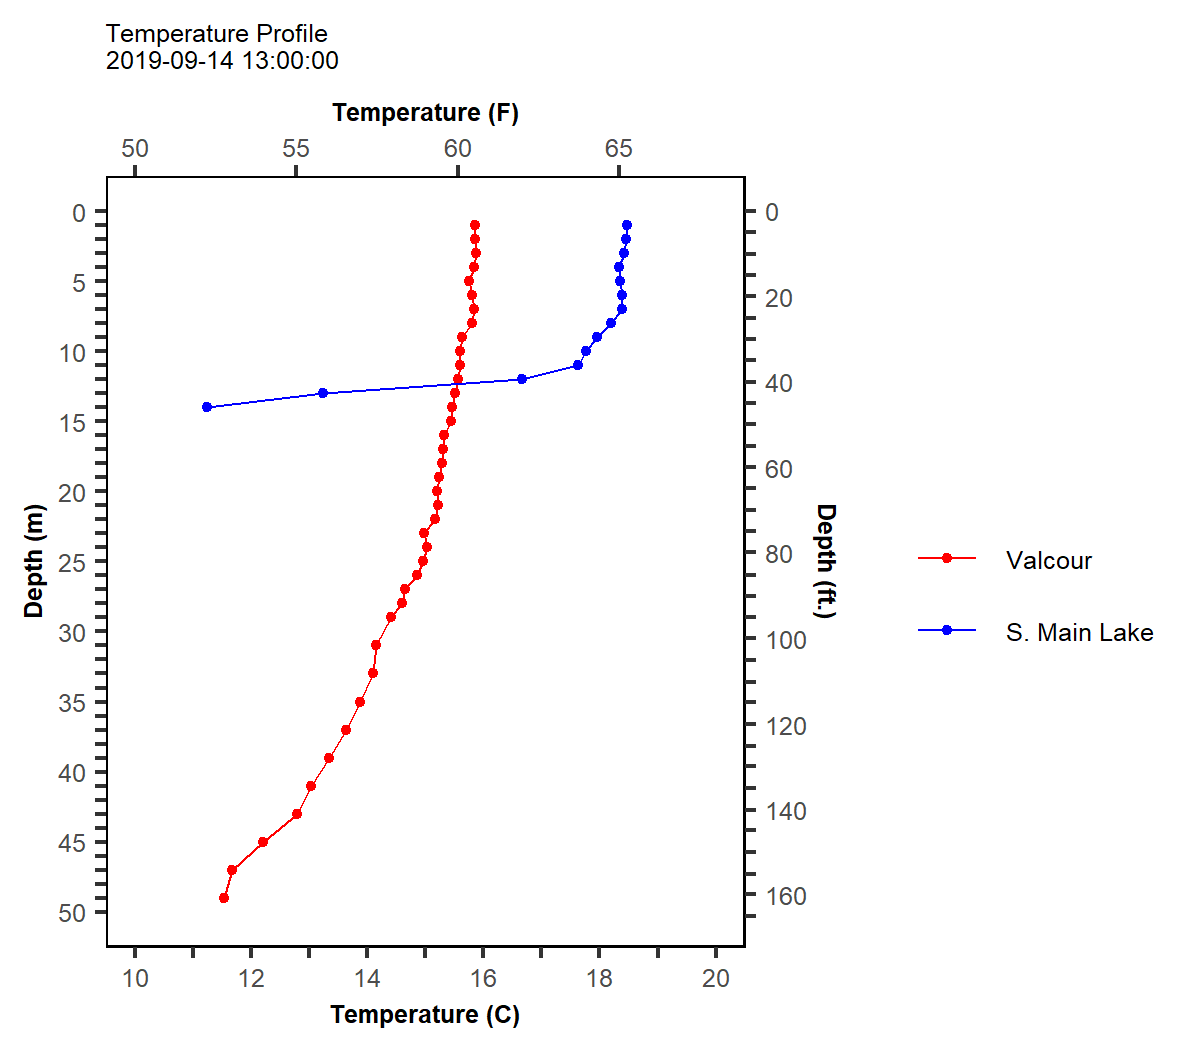 Temperature Profile
2019-09-14 13:00:00
Temperature (F)
50 55 60 65
0
5
10
15
20
25
30
35
40
45
50
Depth (m)
0
20
40
60
80
100
120
140
160
Depth (ft.)
Valcour
S. Main Lake
10 12 14 16 18 20
Temperature (C)